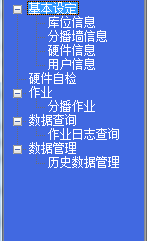 基本设定
库位信息
分播墙信息
硬件信息
用户信息
硬件自检
作业
分播作业
数据查询
作业日志查询
数据管理
历史数据管理